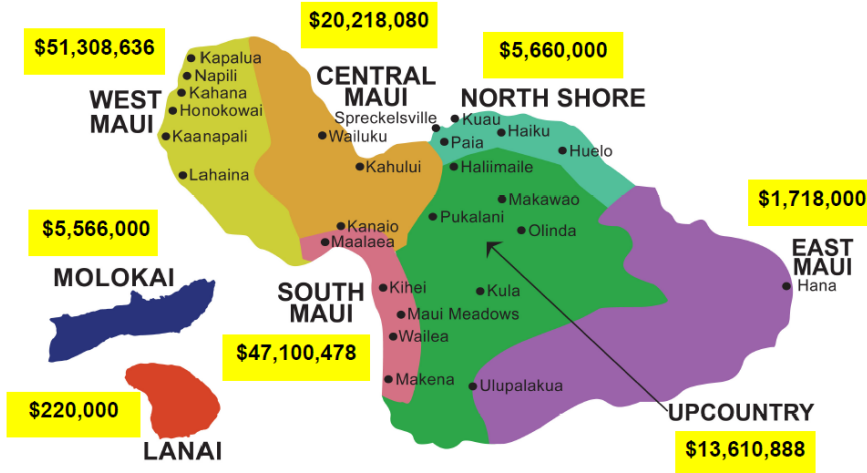 $51,308,636
$20,218,080
$5,660,000
Kapalua
Napili
Kahana
Honokowai
Kaanapali
Lahaina
WEST
MAUI
CENTRAL
MAUI
Wailuku
Kahului
Kanaio
NORTH SHORE
Spreckelsville
Kuau
Paia
Haiku
Huelo
Haliimaile
Makawao
Pukalani
Olinda
Kula
Ulupalakua
$1,718,000
EAST
MAUI
Hana
$5,566,000
MOLOKAI
Maalaea
SOUTH
MAUI
Kihei
Maui Meadows
Wailea
Makena
$47,100,478
$220,000
LANAI
UPCOUNTRY
$13,610,888